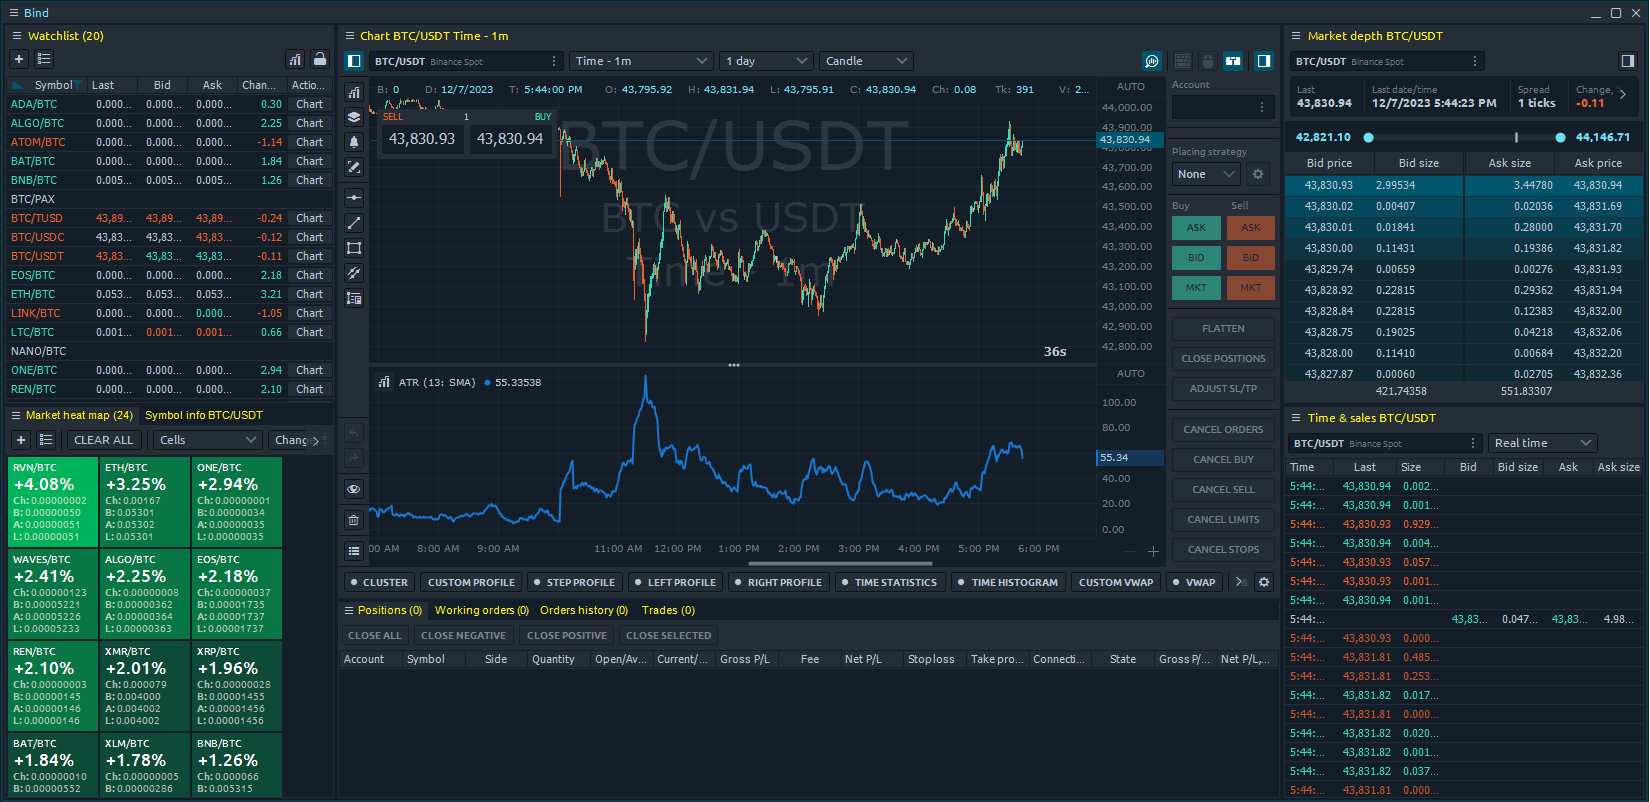 Bind
Watchlist (20)
Symbol Last Bid Ask Chan... Actio...
ADA/BTC 0.000... 0.000... 0.000... 0.30 Chart
ALGO/BTC 0.000... 0.000... 0.000... 2.25 Chart
ATOM/BTC 0.000... 0.000... 0.000... -1.14 Chart
BAT/BTC 0.000... 0.000... 0.000... 1.84 Chart
BNB/BTC 0.005... 0.005... 0.005... 1.26 Chart
BTC/PAX
BTC/TUSD 43,89... 43,89... 43,89... -0.24 Chart
BTC/USDC 43,83... 43,83... 43,83... -0.12 Chart
BTC/USDT 43,83... 43,83... 43,83... -0.11 Chart
EOS/BTC 0.000... 0.000... 0.000... 2.18 Chart
ETH/BTC 0.053... 0.053... 0.053... 3.21 Chart
LINK/BTC 0.000... 0.000... 0.000... -1.05 Chart
LTC/BTC 0.001... 0.001... 0.001... 0.66 Chart
NANO/BTC
ONE/BTC 0.000... 0.000... 0.000... 2.94 Chart
REN/BTC 0.000... 0.000... 0.000... 2.10 Chart
Market heat map (24) Symbol info BTC/USDT
CLEAR ALL Cells Chang
RVN/BTC ETH/BTC ONE/BTC
+4.08% +3.25% +2.94%
Ch: 0.00000002 Ch: 0.00167 Ch: 0.00000001
B: 0.00000050 B: 0.05301 B: 0.00000034
A: 0.00000051 A: 0.05302 A: 0.00000035
L: 0.00000051 L: 0.05301 L: 0.00000035
WAVES/BTC ALGO/BTC EOS/BTC
+2.41% +2.25% +2.18%
Ch: 0.00000123 Ch: 0.00000008 Ch: 0.00000037
B: 0.00005221 B: 0.00000362 B: 0.00001735
A: 0.00005226 A: 0.00000364 A: 0.00001737
L: 0.00005233 L: 0.00000363 L: 0.00001737
REN/BTC XMR/BTC XRP/BTC
+2.10% +2.01% +1.96%
Ch: 0.00000003 Ch: 0.000079 Ch: 0.00000028
B: 0.00000145 B: 0.004000 B: 0.00001455
A: 0.00000146 A: 0.004002 A: 0.00001456
L: 0.00000146 L: 0.004002 L: 0.00001456
BAT/BTC XLM/BTC BNB/BTC
+1.84% +1.78% +1.26%
Ch: 0.00000010 Ch: 0.00000005 Ch: 0.000066
B: 0.00000552 B: 0.00000286 B: 0.005315
Chart BTC/USDT Time - 1m
BTC/USDT Binance Spot Time - 1m 1 day Candle
B: 0 D: 12/7/2023 T: 5:44:00 PM O: 43,795.92 H: 43,831.94 L: 43,795.91 C: 43,830.94 Ch: 0.08 Tk: 391 V: 2...
SELL 1 BUY
43,830.93 43,830.94
BTC/USDT
BTC vs USDT
Time - 1m
36s
AUTO
44,000.00
43,900.00
43,830.94
43,800.00
43,700.00
43,600.00
43,500.00
43,400.00
43,300.00
43,200.00
43,100.00
43,000.00
42,900.00
42,800.00
ATR (13: SMA) 55.33538
AUTO
100.00
80.00
55.34
40.00
20.00
0.00
:00 AM 8:00 AM 9:00 AM 11:00 AM 12:00 PM 1:00 PM 2:00 PM 3:00 PM 4:00 PM 5:00 PM 6:00 PM
CLUSTER CUSTOM PROFILE STEP PROFILE LEFT PROFILE RIGHT PROFILE TIME STATISTICS TIME HISTOGRAM CUSTOM VWAP VWAP
Account
Placing strategy
None
Buy Sell
ASK ASK
BID BID
MKT MKT
FLATTEN
CLOSE POSITIONS
ADJUST SL/TP
CANCEL ORDERS
CANCEL BUY
CANCEL SELL
CANCEL LIMITS
CANCEL STOPS
Positions (0) Working orders (0) Orders history (0) Trades (0)
CLOSE ALL CLOSE NEGATIVE CLOSE POSITIVE CLOSE SELECTED
Account Symbol Side Quantity Open/Av... Current/... Gross P/L Fee Net P/L Stop loss Take pro... Connecti... State Gross P/... Net P/L,...
Market depth BTC/USDT
BTC/USDT Binance Spot
Last Last date/time Spread Change,
43,830.94 12/7/2023 5:44:23 PM 1 ticks -0.11
42,821.10 44,146.71
Bid price Bid size Ask size Ask price
43,830.93 2.99534 3.44780 43,830.94
43,830.02 0.00407 0.02036 43,831.69
43,830.01 0.01841 0.28000 43,831.70
43,830.00 0.11431 0.19386 43,831.82
43,829.74 0.00659 0.00276 43,831.93
43,828.92 0.22815 0.29362 43,831.94
43,828.84 0.22815 0.12383 43,832.00
43,828.75 0.19025 0.04218 43,832.06
43,828.00 0.11410 0.00684 43,832.20
43,827.87 0.00060 0.02705 43,832.36
421.74358 551.83307
Time & sales BTC/USDT
BTC/USDT Binance Spot Real time
Time Last Size Bid Bid size Ask Ask size
5:44:... 43,830.94 0.002...
5:44:... 43,830.94 0.001...
5:44:... 43,830.93 0.929...
5:44:... 43,830.94 0.004...
5:44:... 43,830.93 0.057...
5:44:... 43,830.93 0.001...
5:44:... 43,830.94 0.001...
5:44:... 43,83... 0.047... 43,83... 4.98...
5:44:... 43,830.93 0.000...
5:44:... 43,831.81 0.485...
5:44:... 43,831.81 0.253...
5:44:... 43,831.82 0.017...
5:44:... 43,831.81 0.000...
5:44:... 43,831.82 0.020...
5:44:... 43,831.82 0.001...
5:44:... 43,831.82 0.037...
5:44:... 43,831.81 0.000...